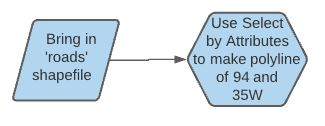 Bring in
'roads'
shapefile
Use Select
by Attributes
to make polyline
of 94 and
35W